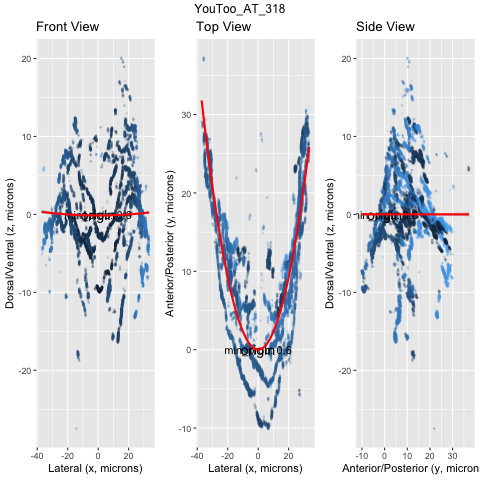 YouToo_AT_318
Front View
Top View
Side View
Dorsal/Ventral (z, microns)
20
10
0
-10
-20
-40
-20
0
20
Lateral (x, microns)
Anterior/Posterior (y, microns)
30
20
10
0
-10
-40
0
20
Lateral (x, microns)
Dorsal/Ventral (z, microns)
20
10
0
-10
-20
-10
0
10
20
30
Anterior/Posterior (y, micron
origin